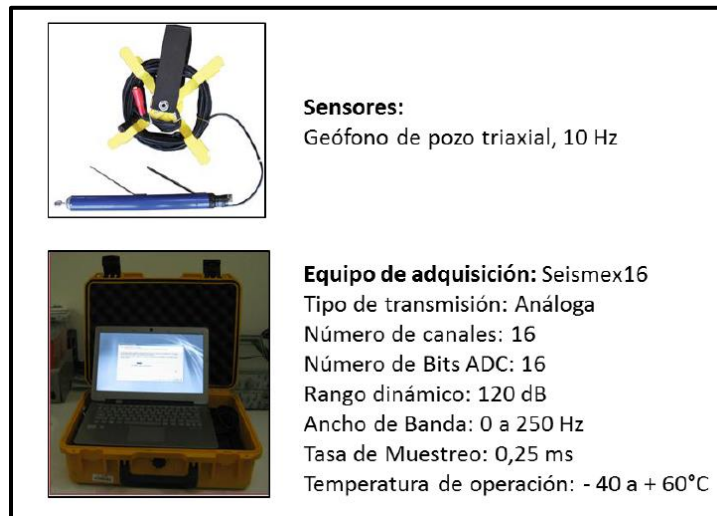 Sensores:
Geófono de pozo triaxial, 10 Hz
Equipo de adquisición: Seismex16
Tipo de transmisión: Análoga
Número de canales: 16
Número de Bits ADC: 16
Rango dinámico: 120 dB
Ancho de Banda: 0 a 250 Hz
Tasa de Muestreo: 0,25 ms
Temperatura de operación: - 40 a + 60°C